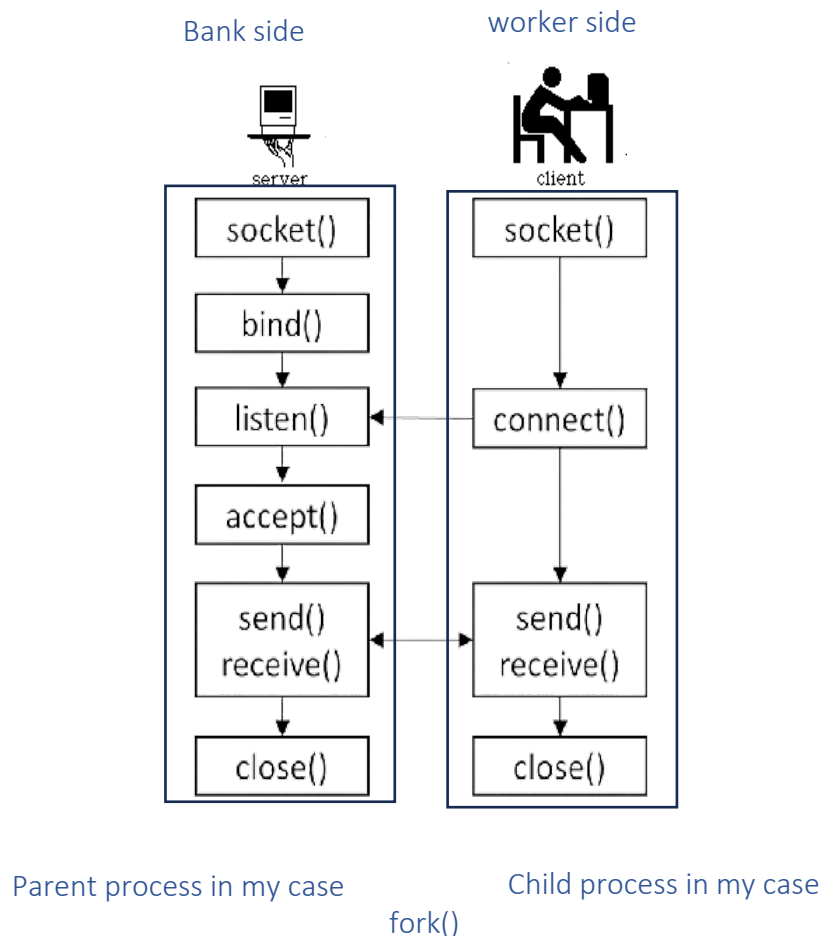 Bank side
worker side
server
client
socket()
socket()
bind()
listen()
connect()
accept()
send()
receive()
send()
receive()
close()
close()
Parent process in my case
Child process in my case
fork()